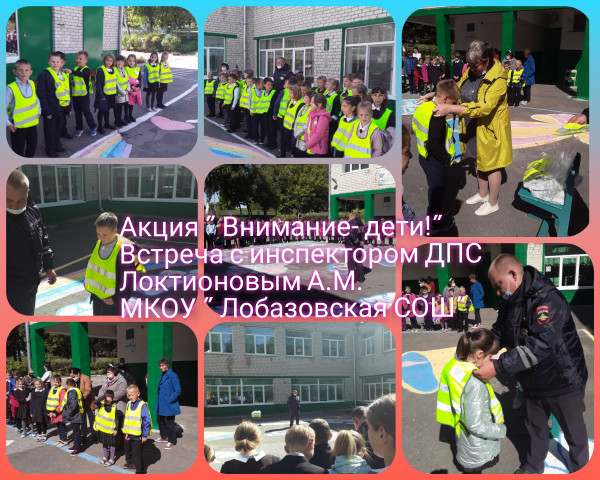 Акция “ Внимание- дети!”
Встреча с инспектором ДПС
Локтионовым А.М.
МКОУ “ Лобазовская СОШ”